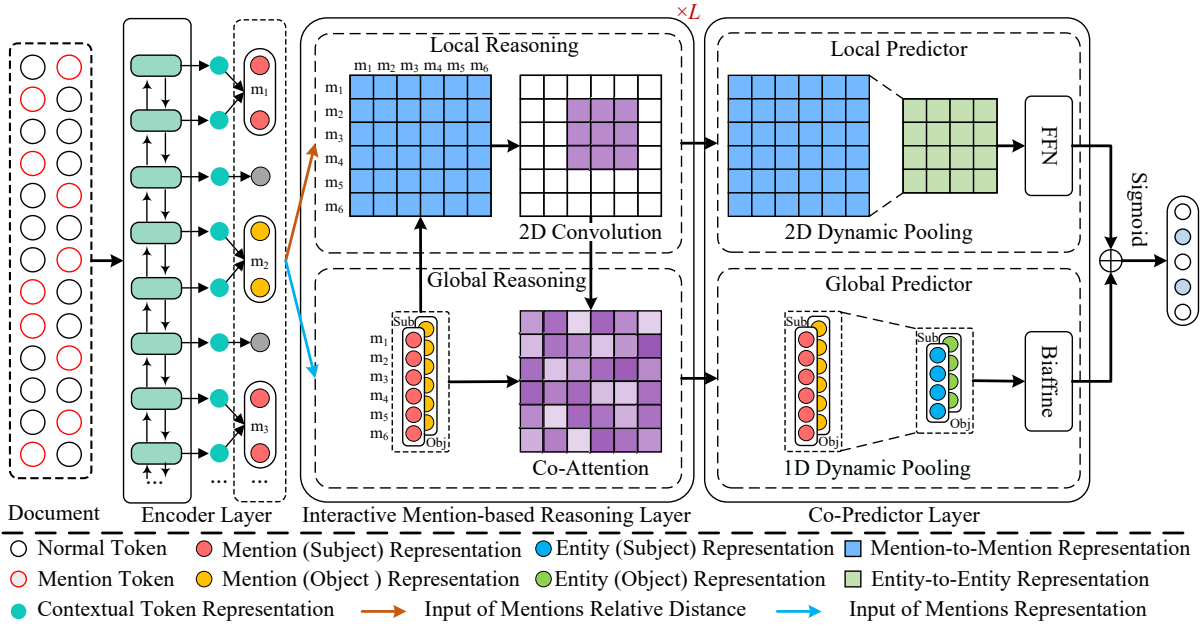 ×L
Local Reasoning
m1 m2 m3 m4 m5 m6
m1
m2
m3
m4
m5
m6
2D Convolution
Global Reasoning
Sub
m1
m2
m3
m4
m5
m6
Obj
Co-Attention
m1
m2
m3
...
... ...
Local Predictor
2D Dynamic Pooling
FFN
Global Predictor
Sub
Obj
Sub
Obj
1D Dynamic Pooling
Biaffine
Sigmoid
Document
Encoder Layer
Interactive Mention-based Reasoning Layer
Co-Predictor Layer
Normal Token
Mention (Subject) Representation
Entity (Subject) Representation
Mention-to-Mention Representation
Mention Token
Mention (Object ) Representation
Entity (Object) Representation
Entity-to-Entity Representation
Contextual Token Representation
Input of Mentions Relative Distance
Input of Mentions Representation